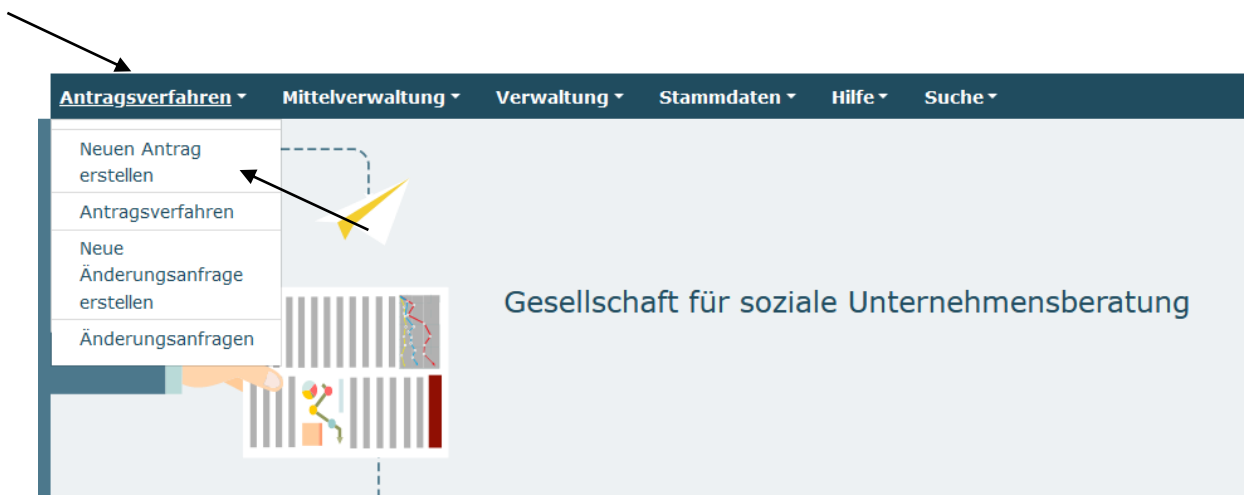 Antragsverfahren Mittelverwaltung Verwaltung Stammdaten Hilfe Suche
Neuen Antrag
erstellen
Antragsverfahren
Neue
Änderungsanfrage
erstellen
Änderungsanfragen
Gesellschaft für soziale Unternehmensberatung